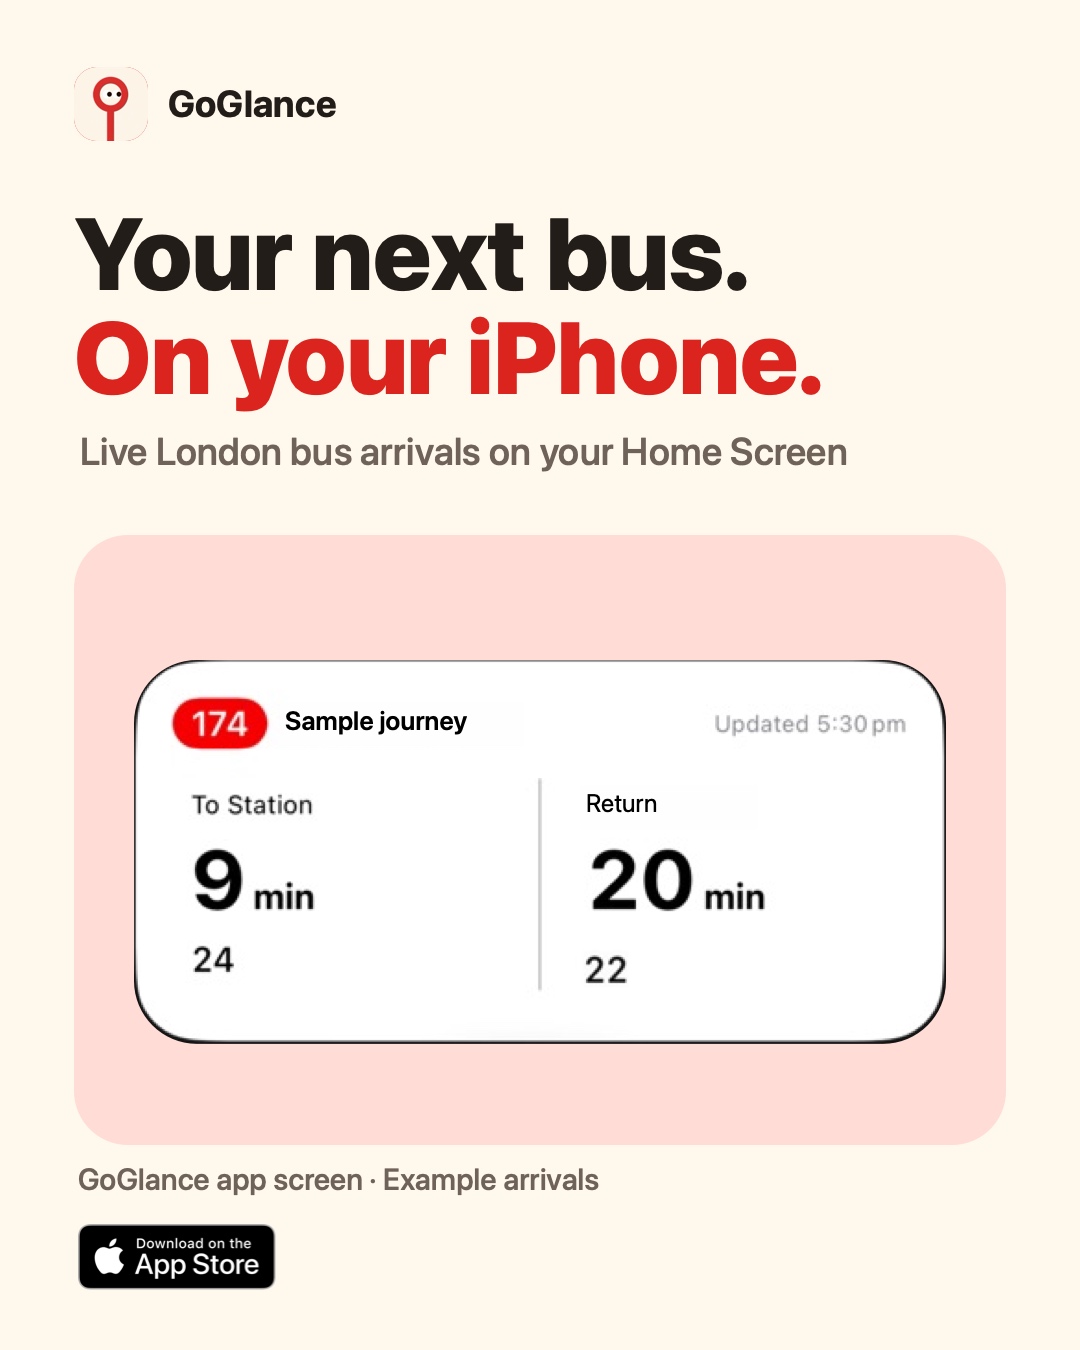 GoGlance
Your next bus.
On your iPhone.
Live London bus arrivals on your Home Screen
174 Sample journey Updated 5:30 pm
To Station Return
9 min 20 min
24 22
GoGlance app screen · Example arrivals
Download on the
App Store